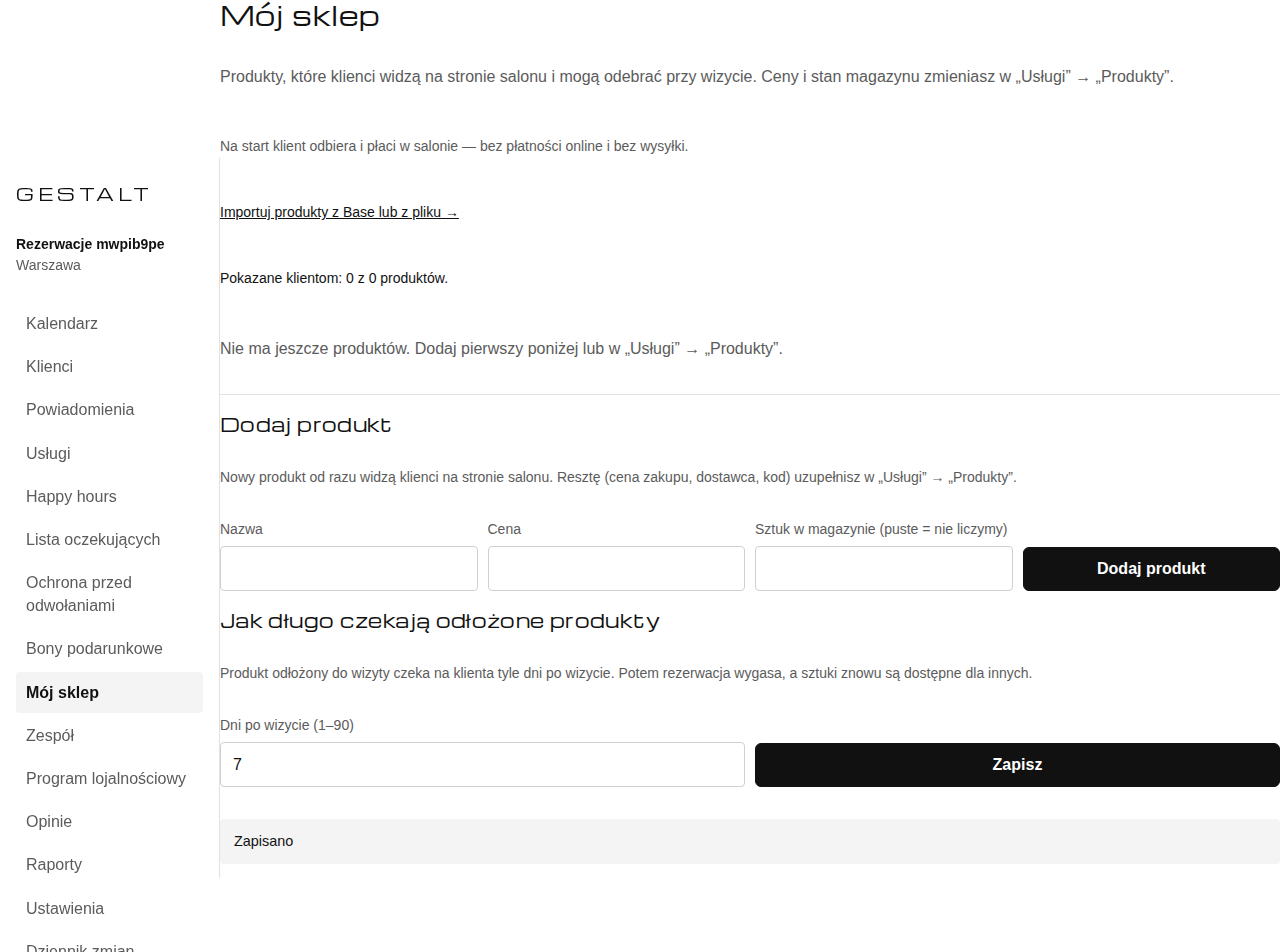 Mój sklep
Produkty, które klienci widzą na stronie salonu i mogą odebrać przy wizycie. Ceny i stan magazynu zmieniasz w „Usługi” → „Produkty”.
Na start klient odbiera i płaci w salonie — bez płatności online i bez wysyłki.
Importuj produkty z Base lub z pliku →
Pokazane klientom: 0 z 0 produktów.
Nie ma jeszcze produktów. Dodaj pierwszy poniżej lub w „Usługi” → „Produkty”.
Dodaj produkt
Nowy produkt od razu widzą klienci na stronie salonu. Resztę (cena zakupu, dostawca, kod) uzupełnisz w „Usługi” → „Produkty”.
Nazwa
Cena
Sztuk w magazynie (puste = nie liczymy)
Dodaj produkt
Jak długo czekają odłożone produkty
Produkt odłożony do wizyty czeka na klienta tyle dni po wizycie. Potem rezerwacja wygasa, a sztuki znowu są dostępne dla innych.
Dni po wizycie (1–90)
7
Zapisz
Zapisano
GESTALT
Rezerwacje mwpib9pe
Warszawa
Kalendarz
Klienci
Powiadomienia
Usługi
Happy hours
Lista oczekujących
Ochrona przed
odwołaniami
Bony podarunkowe
Mój sklep
Zespół
Program lojalnościowy
Opinie
Raporty
Ustawienia
Dziennik zmian